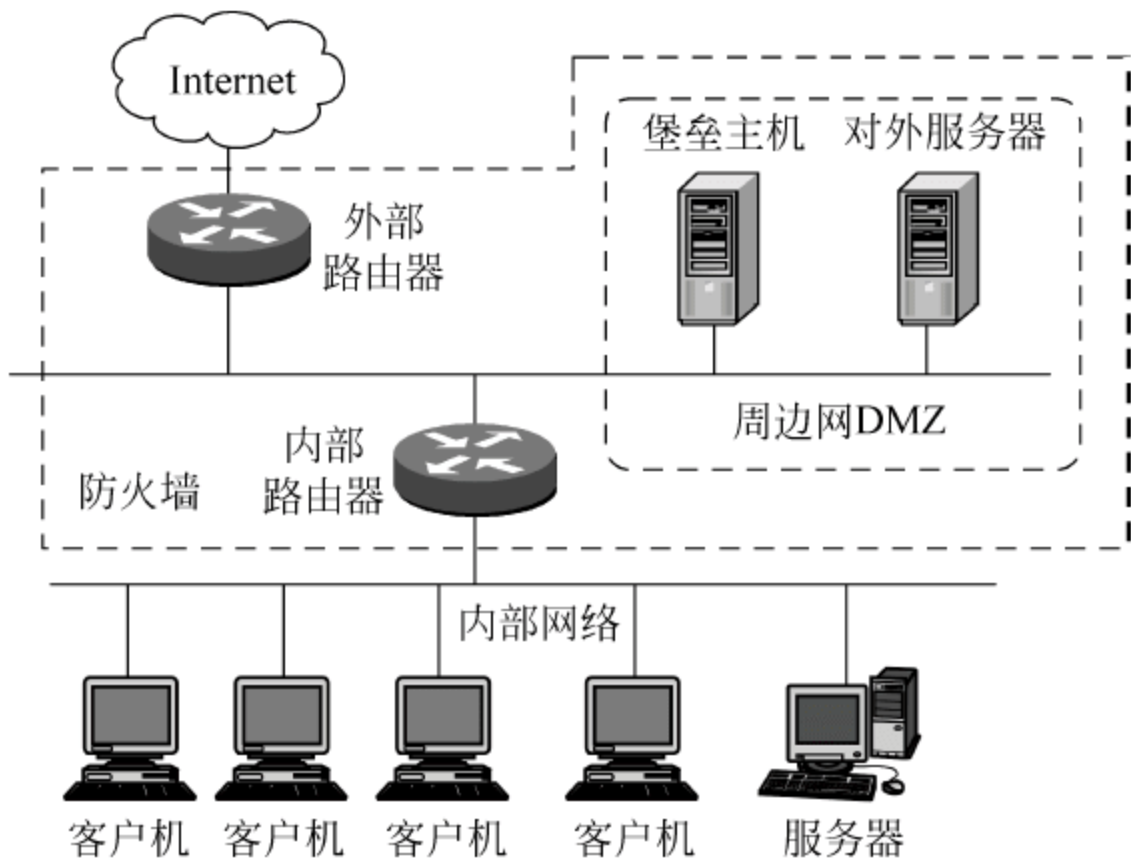 Internet
堡垒主机
对外服务器
外部
路由器
周边网DMZ
内部
路由器
防火墙
内部网络
客户机
客户机
客户机
客户机
服务器